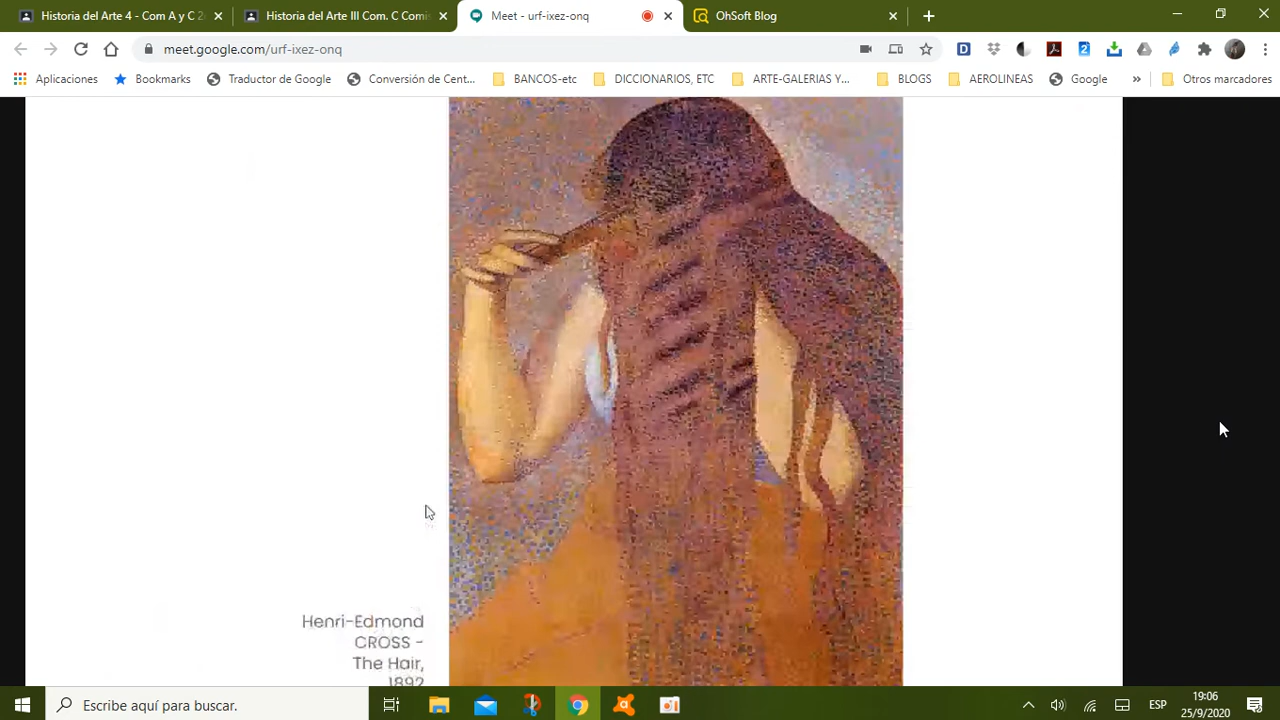 Historia del Arte 4 - Com A y C 2
Historia del Arte III Com. C Comis
Meet - urf-ixez-onq
OhSoft Blog
meet.google.com/urf-ixez-onq
Aplicaciones
Bookmarks
Traductor de Google
Conversión de Gent...
BANCOS-etc
DICCIONARIOS, ETC
ARTE-GALERIAS Y...
BLOGS
AEROLINEAS
Google
»
Otros marcadores
Henri-Edmond
CROSS -
The Hair,
1892
Escribe aquí para buscar.
ESP
19:06
25/9/2020